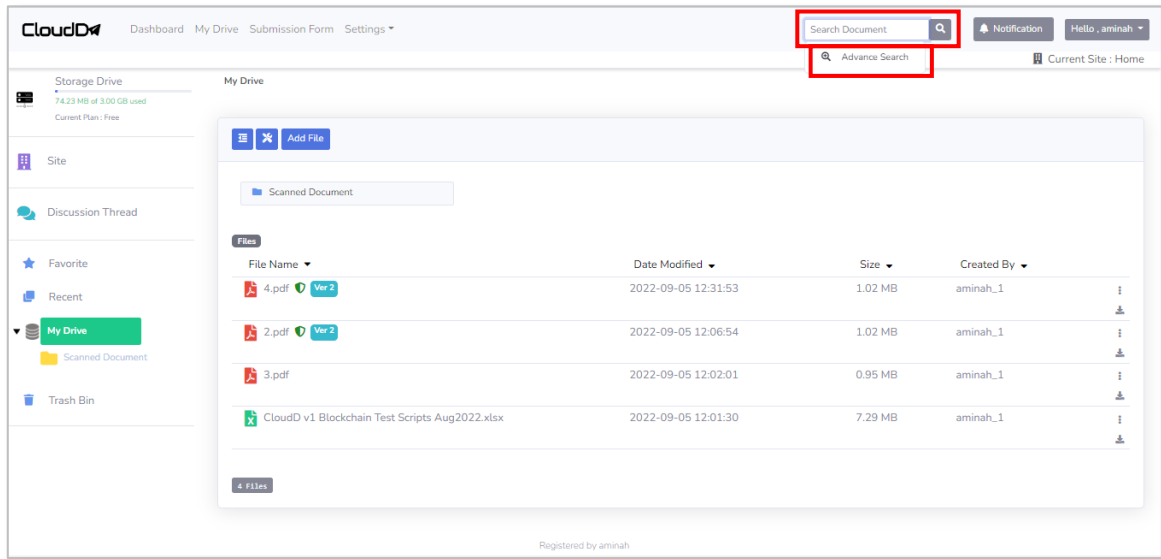 CloudD Dashboard My Drive Submission Form Settings Search Document Notification Hello , aminah
Advance Search
Current Site : Home
Storage Drive
74.23 MB of 3.00 GB used
Current Plan : Free
Site
Discussion Thread
Favorite
Recent
My Drive
Scanned Document
Trash Bin
My Drive
Add File
Scanned Document
Files
File Name Date Modified Size Created By
4.pdf Ver 2 2022-09-05 12:31:53 1.02 MB aminah_1
2.pdf Ver 2 2022-09-05 12:06:54 1.02 MB aminah_1
3.pdf 2022-09-05 12:02:01 0.95 MB aminah_1
CloudD v1 Blockchain Test Scripts Aug2022.xlsx 2022-09-05 12:01:30 7.29 MB aminah_1
4 Files
Registered by aminah